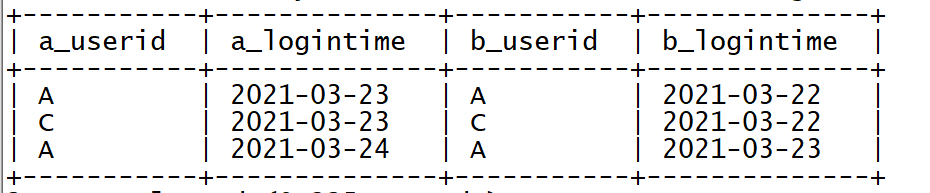 +-----------+--------------+-----------+--------------+
| a_userid | a_logintime | b_userid | b_logintime |
+-----------+--------------+-----------+--------------+
| A | 2021-03-23 | A | 2021-03-22 |
| C | 2021-03-23 | C | 2021-03-22 |
| A | 2021-03-24 | A | 2021-03-23 |
+-----------+--------------+-----------+--------------+